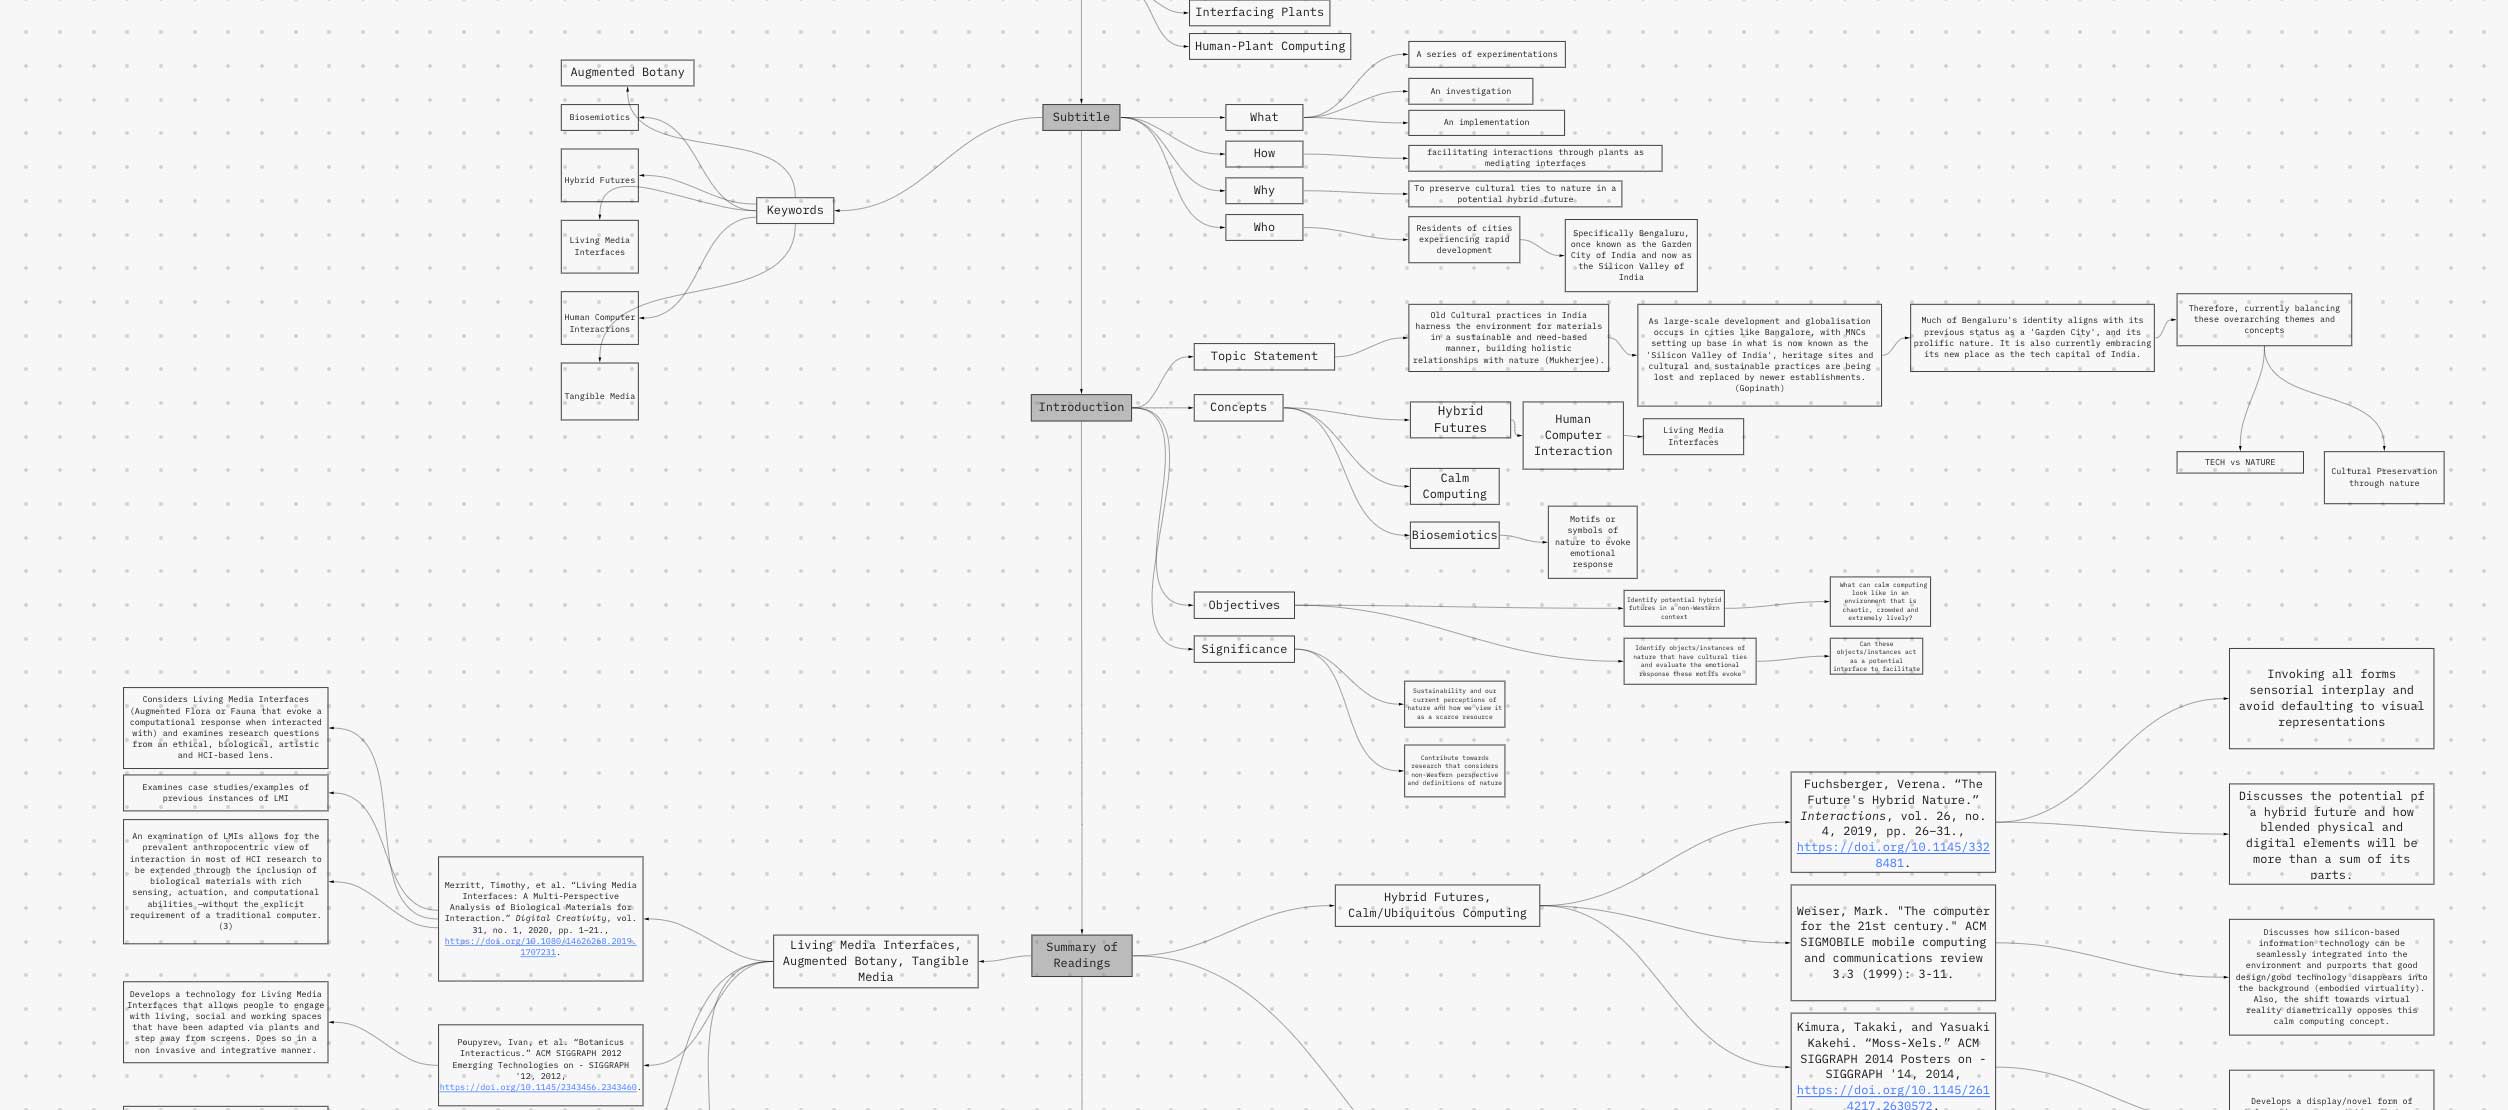 Interfacing Plants
Human-Plant Computing
Subtitle
What
A series of experimentations
An investigation
An implementation
How
facilitating interactions through plants as
mediating interfaces
Why
To preserve cultural ties to nature in a
potential hybrid future
Who
Residents of cities
experiencing rapid
development
Specifically Bengaluru,
once known as the Garden
City of India and now as
the Silicon Valley of
India
Keywords
Augmented Botany
Biosemiotics
Hybrid Futures
Living Media
Interfaces
Human Computer
Interactions
Tangible Media
Introduction
Topic Statement
Old Cultural practices in India
harness the environment for materials
in a sustainable and need-based
manner, building holistic
relationships with nature (Mukherjee).
As large-scale development and globalisation
occurs in cities like Bangalore, with MNCs
setting up base in what is now known as the
'Silicon Valley of India', heritage sites and
cultural and sustainable practices are being
lost and replaced by newer establishments.
(Gopinath)
Much of Bengaluru's identity aligns with its
previous status as a 'Garden City', and its
prolific nature. It is also currently embracing
its new place as the tech capital of India.
Therefore, currently balancing
these overarching themes and
concepts
TECH vs NATURE
Cultural Preservation
through nature
Concepts
Hybrid
Futures
Human
Computer
Interaction
Living Media
Interfaces
Calm
Computing
Biosemiotics
Motifs or
symbols of
nature to evoke
emotional
response
Objectives
Identify potential hybrid
futures in a non-Western
context
What can calm computing
look like in an
environment that is
chaotic, crowded and
extremely lively?
Identify objects/instances of
nature that have cultural ties
and evaluate the emotional
response these motifs evoke
Can these
objects/instances act
as a potential
interface to facilitate
Significance
Sustainability and our
current perceptions of
nature and how we view it
as a scarce resource
Contribute towards
research that considers
non-Western perspective
and definitions of nature
Summary of
Readings
Hybrid Futures,
Calm/Ubiquitous Computing
Fuchsberger, Verena. “The
Future's Hybrid Nature.”
Interactions, vol. 26, no.
4, 2019, pp. 26–31.,
https://doi.org/10.1145/332
8481.
Invoking all forms
sensorial interplay and
avoid defaulting to visual
representations
Discusses the potential pf
a hybrid future and how
blended physical and
digital elements will be
more than a sum of its
parts.
Weiser, Mark. "The computer
for the 21st century." ACM
SIGMOBILE mobile computing
and communications review
3.3 (1999): 3-11.
Discusses how silicon-based
information technology can be
seamlessly integrated into the
environment and purports that good
design/good technology disappears into
the background (embodied virtuality).
Also, the shift towards virtual
reality diametrically opposes this
calm computing concept.
Kimura, Takaki, and Yasuaki
Kakehi. “Moss-Xels.” ACM
SIGGRAPH 2014 Posters on -
SIGGRAPH '14, 2014,
https://doi.org/10.1145/261
4217.2630572.
Develops a display/novel form of
Living Media Interfaces,
Augmented Botany, Tangible
Media
Merritt, Timothy, et al. “Living Media
Interfaces: A Multi-Perspective
Analysis of Biological Materials for
Interaction.” Digital Creativity, vol.
31, no. 1, 2020, pp. 1–21.,
https://doi.org/10.1080/14626268.2019.
1707231.
Considers Living Media Interfaces
(Augmented Flora or Fauna that evoke a
computational response when interacted
with) and examines research questions
from an ethical, biological, artistic
and HCI-based lens.
Examines case studies/examples of
previous instances of LMI
An examination of LMIs allows for the
prevalent anthropocentric view of
interaction in most of HCI research to
be extended through the inclusion of
biological materials with rich
sensing, actuation, and computational
abilities –without the explicit
requirement of a traditional computer.
(3)
Poupyrev, Ivan, et al. “Botanicus
Interacticus.” ACM SIGGRAPH 2012
Emerging Technologies on - SIGGRAPH
'12, 2012,
https://doi.org/10.1145/2343456.2343460.
Develops a technology for Living Media
Interfaces that allows people to engage
with living, social and working spaces
that have been adapted via plants and
step away from screens. Does so in a
non invasive and integrative manner.